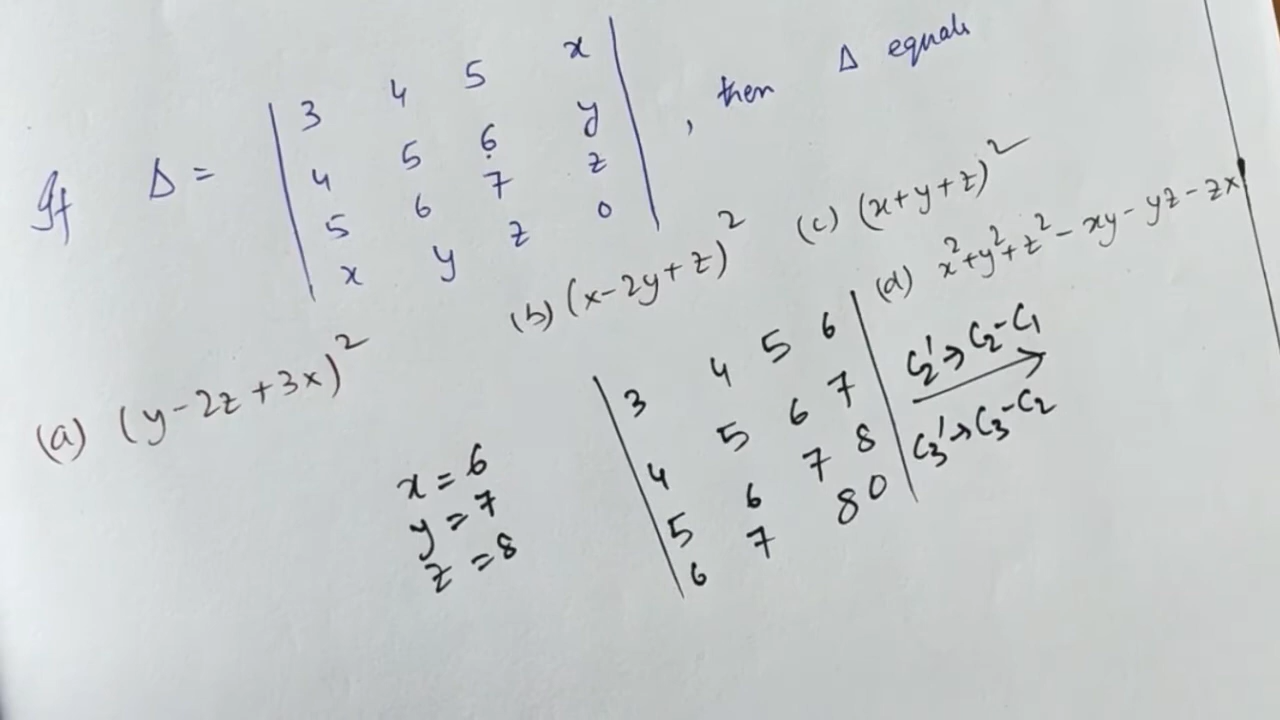 If Δ = | 3 4 5 x |, then Δ equals
| 4 5 6 y |
| 5 6 7 z |
| x y z 0 |
(a) (y-2z+3x)² (b) (x-2y+z)² (c) (x+y+z)²
(d) x²+y²+z²-xy-yz-zx
x = 6
y = 7
z = 8
| 3 4 5 6 | C₂'→C₂-C₁
| 4 5 6 7 | C₃'→C₃-C₂
| 5 6 7 8 |
| 6 7 8 0 |